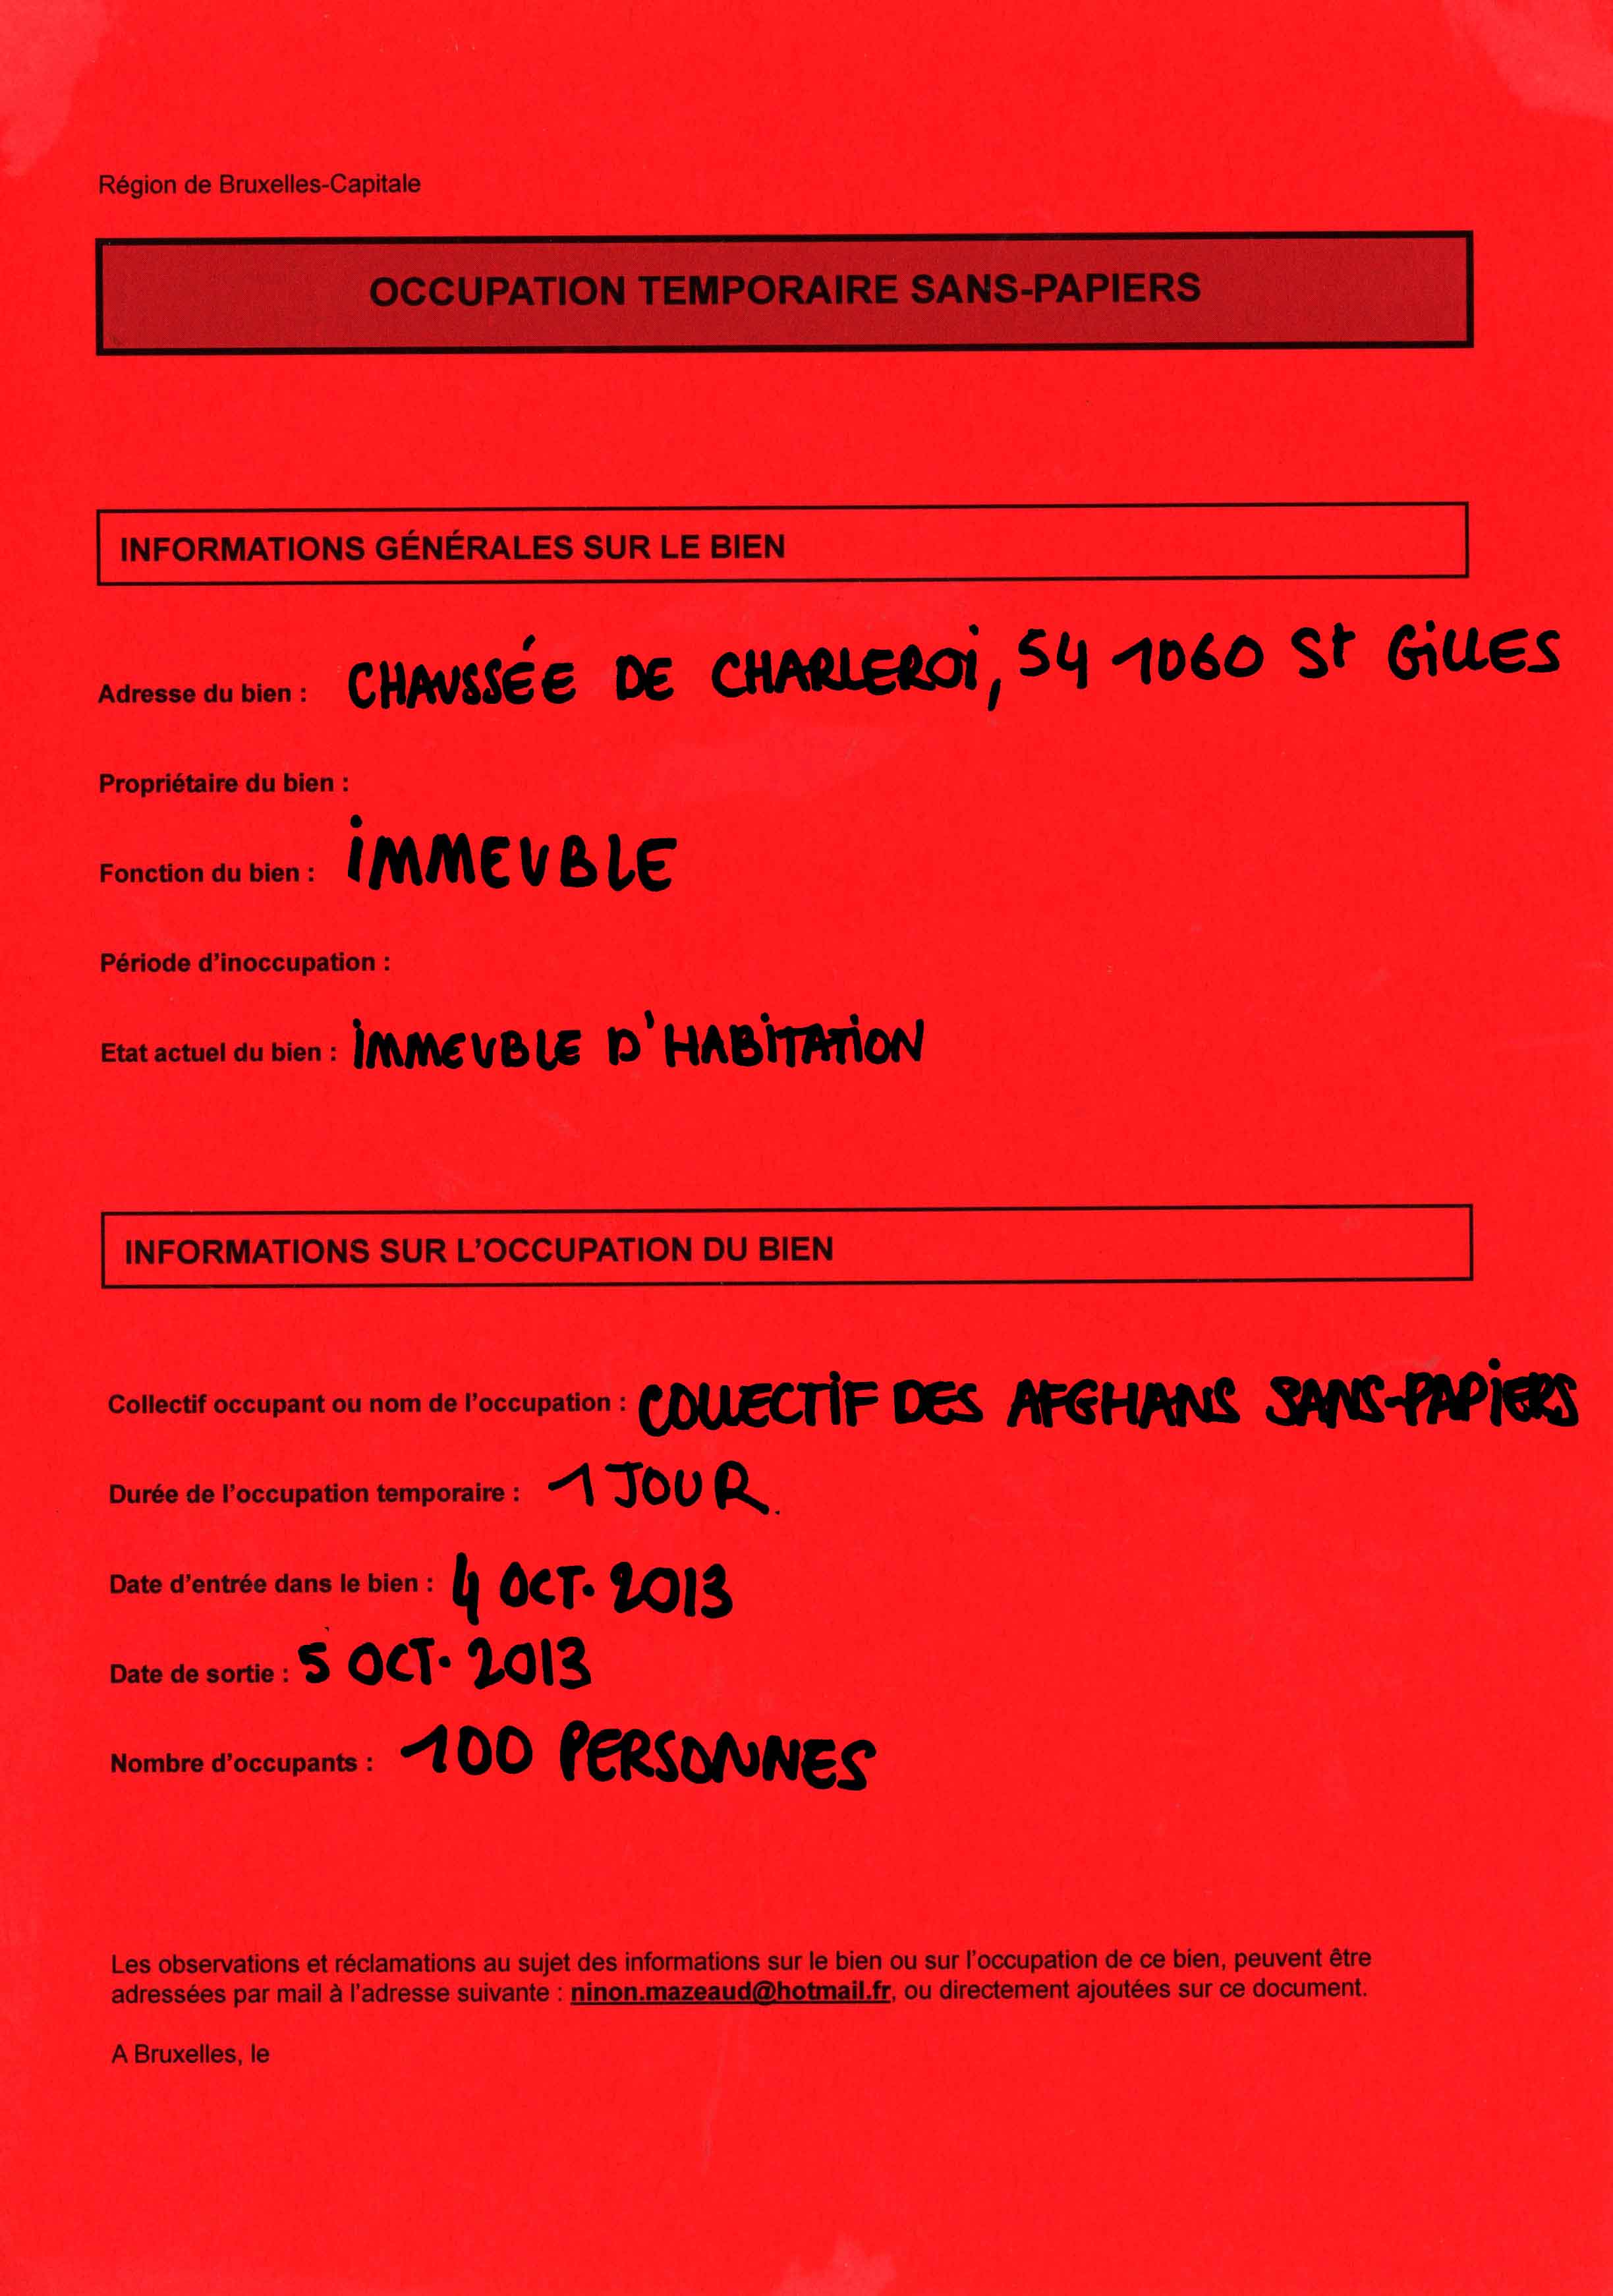 Région de Bruxelles-Capitale
OCCUPATION TEMPORAIRE SANS-PAPIERS
INFORMATIONS GÉNÉRALES SUR LE BIEN
Adresse du bien : CHAUSSÉE DE CHARLEROI, 54 1060 St GILLES
Propriétaire du bien :
Fonction du bien : IMMEUBLE
Période d'inoccupation :
Etat actuel du bien : IMMEUBLE D'HABITATION
INFORMATIONS SUR L'OCCUPATION DU BIEN
Collectif occupant ou nom de l'occupation : COLLECTIF DES AFGHANS SANS-PAPIERS
Durée de l'occupation temporaire : 1 JOUR.
Date d'entrée dans le bien : 4 OCT. 2013
Date de sortie : 5 OCT. 2013
Nombre d'occupants : 100 PERSONNES
Les observations et réclamations au sujet des informations sur le bien ou sur l'occupation de ce bien, peuvent être
adressées par mail à l'adresse suivante : ninon.mazeaud@hotmail.fr, ou directement ajoutées sur ce document.
A Bruxelles, le